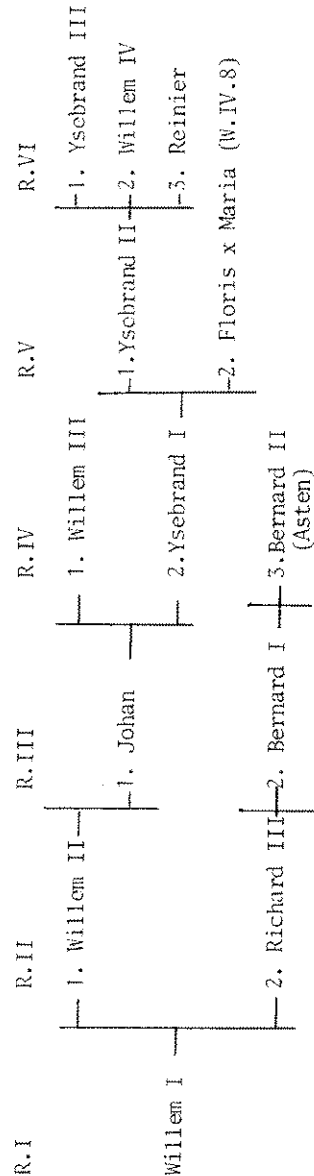 R.I R.II R.III R.IV R.V R.VI
1. Willem III 1. Ysebrand III
1. Willem II
1. Johan 1.Ysebrand II 2. Willem IV
2.Ysebrand I 3. Reinier
Willem I
2. Floris x Maria (W.IV.8)
2. Richard III 2. Bernard I 3.Bernard II
(Asten)